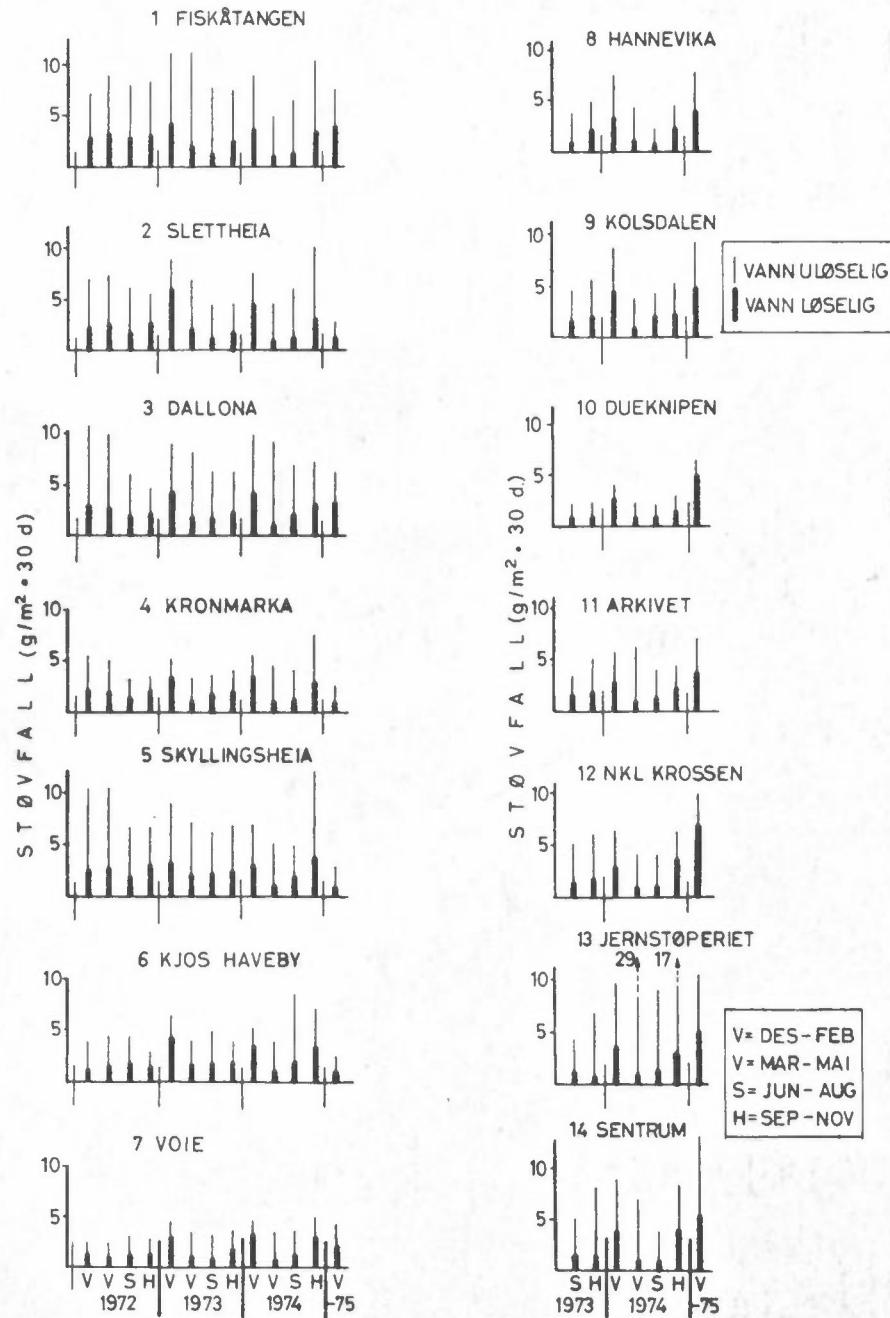 1 FISKÅTANGEN
10
5
2 SLETTHEIA
10
5
3 DALLONA
10
5
4 KRONMARKA
10
5
5 SKYLLINGSHEIA
10
5
6 KJOS HAVEBY
10
5
7 VOIE
10
5
V V S H V V S H V V S H V
1972 1973 1974 -75
STØVFALL (g/m² • 30 d)
8 HANNEVIKA
10
5
9 KOLSDALEN
10
5
10 DUEKNIPEN
10
5
11 ARKIVET
10
5
12 NKL KROSSEN
10
5
13 JERNSTØPERIET
29 17
10
5
14 SENTRUM
10
5
S H V V S H V
1973 1974 -75
STØVFALL (g/m² • 30 d.)
VANN ULØSELIG
VANN LØSELIG
V= DES-FEB
V= MAR-MAI
S= JUN-AUG
H= SEP-NOV